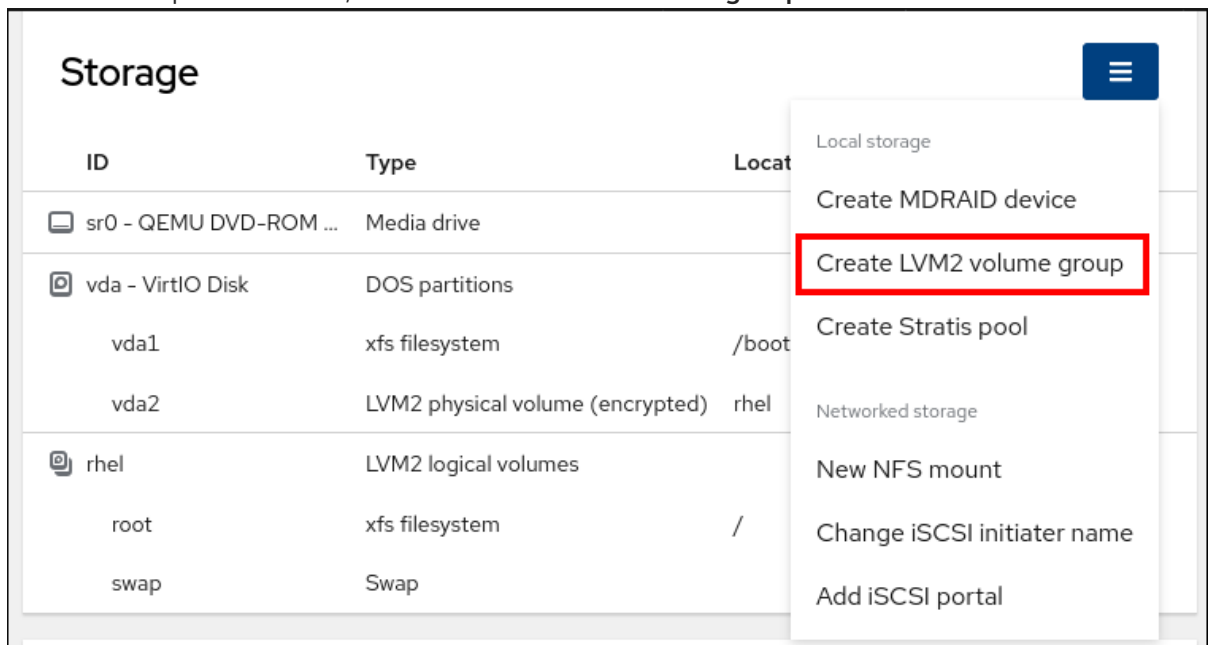 Storage
ID Type Locat
sr0 - QEMU DVD-ROM ... Media drive
vda - VirtIO Disk DOS partitions
vda1 xfs filesystem /boot
vda2 LVM2 physical volume (encrypted) rhel
rhel LVM2 logical volumes
root xfs filesystem /
swap Swap
Local storage
Create MDRAID device
Create LVM2 volume group
Create Stratis pool
Networked storage
New NFS mount
Change iSCSI initiater name
Add iSCSI portal